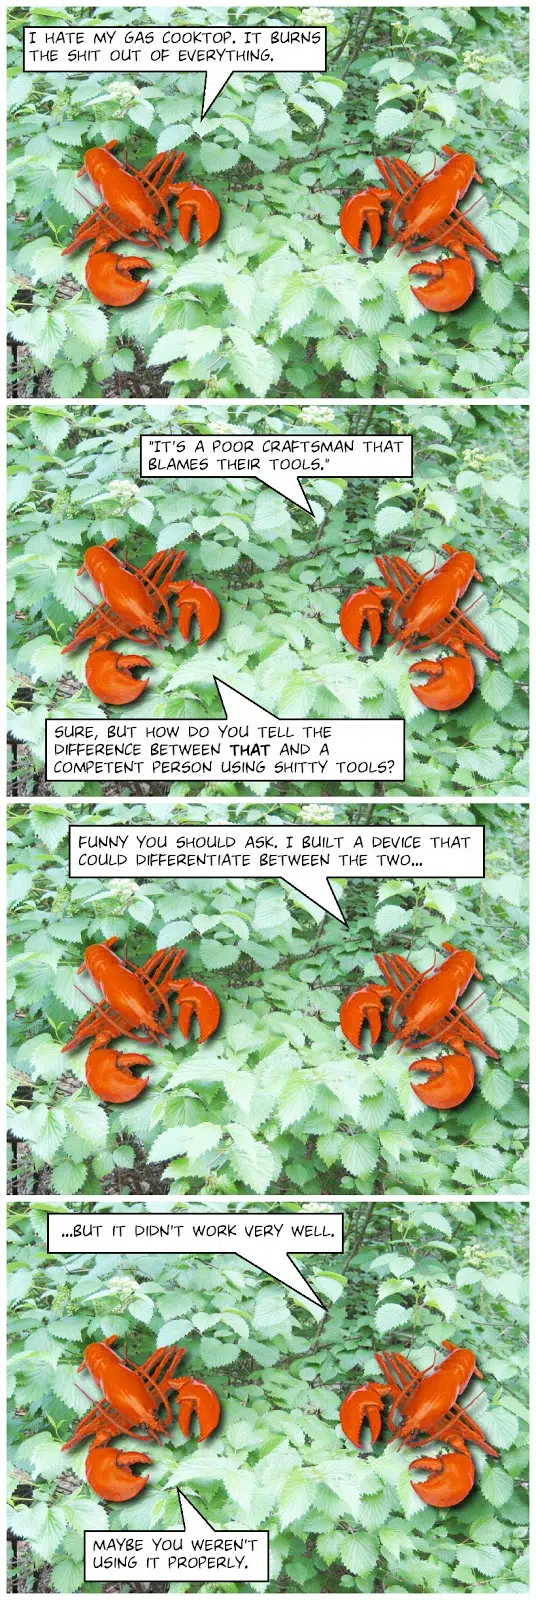 I HATE MY GAS COOKTOP. IT BURNS
THE SHIT OUT OF EVERYTHING.
"IT'S A POOR CRAFTSMAN THAT
BLAMES THEIR TOOLS."
SURE, BUT HOW DO YOU TELL THE
DIFFERENCE BETWEEN THAT AND A
COMPETENT PERSON USING SHITTY TOOLS?
FUNNY YOU SHOULD ASK. I BUILT A DEVICE THAT
COULD DIFFERENTIATE BETWEEN THE TWO...
...BUT IT DIDN'T WORK VERY WELL.
MAYBE YOU WEREN'T
USING IT PROPERLY.